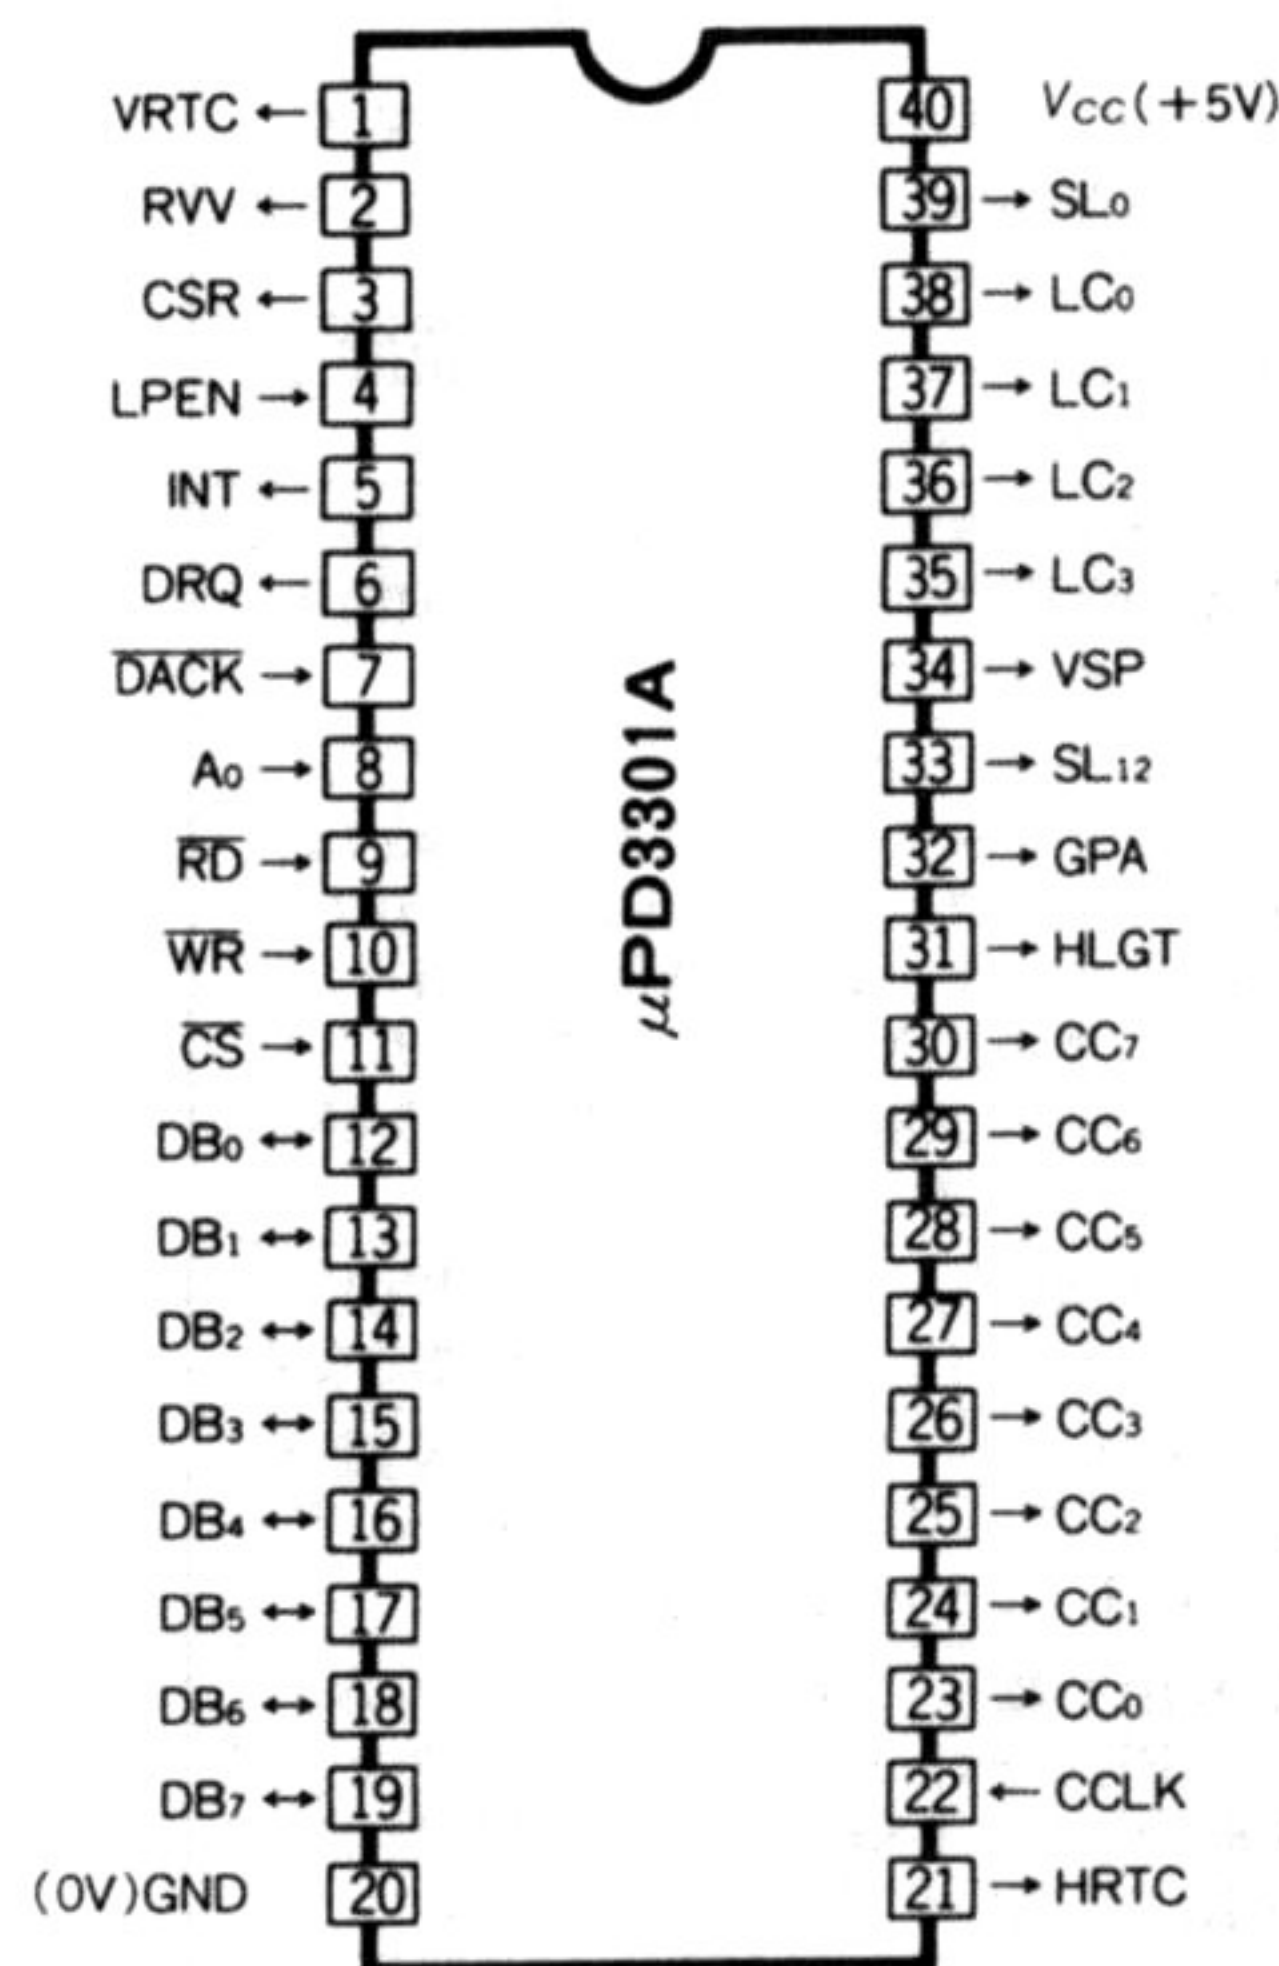 VRTC ← 1 40 Vcc(+5V)
RVV ← 2 39 → SL₀
CSR ← 3 38 → LC₀
LPEN → 4 37 → LC₁
INT ← 5 36 → LC₂
DRQ ← 6 35 → LC₃
D̅A̅C̅K̅ → 7 34 → VSP
A₀ → 8 33 → SL₁₂
R̅D̅ → 9 32 → GPA
W̅R̅ → 10 31 → HLGT
C̅S̅ → 11 30 → CC₇
DB₀ ↔ 12 29 → CC₆
DB₁ ↔ 13 28 → CC₅
DB₂ ↔ 14 27 → CC₄
DB₃ ↔ 15 26 → CC₃
DB₄ ↔ 16 25 → CC₂
DB₅ ↔ 17 24 → CC₁
DB₆ ↔ 18 23 → CC₀
DB₇ ↔ 19 22 ← CCLK
(0V)GND 20 21 → HRTC
μPD3301A